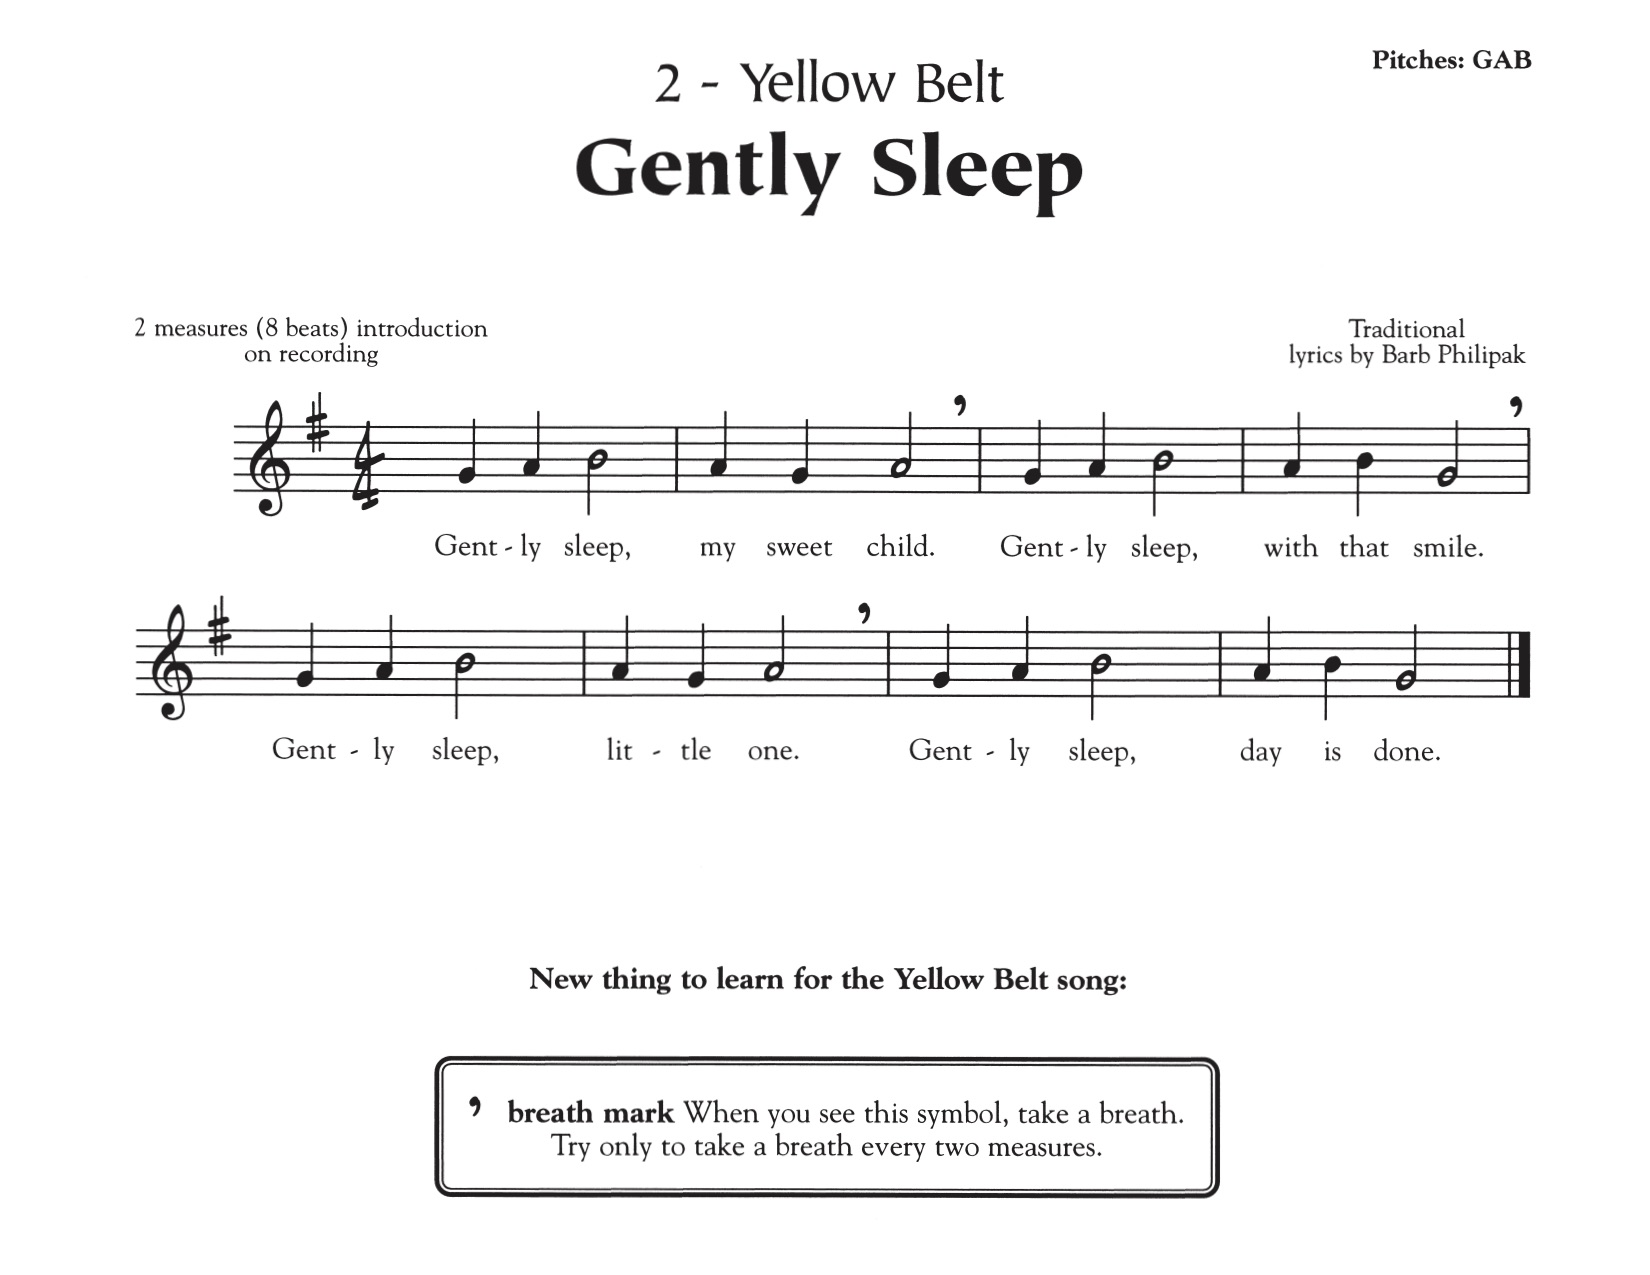 Pitches: GAB
2 - Yellow Belt
Gently Sleep
2 measures (8 beats) introduction
on recording
Traditional
lyrics by Barb Philipak
4
4
Gent - ly sleep, my sweet child. Gent - ly sleep, with that smile.
Gent - ly sleep, lit - tle one. Gent - ly sleep, day is done.
New thing to learn for the Yellow Belt song:
, breath mark When you see this symbol, take a breath.
Try only to take a breath every two measures.